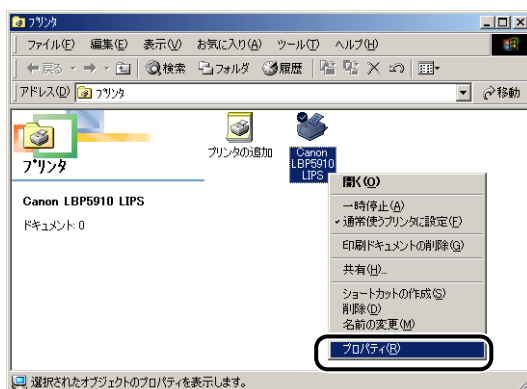 プリンタ
ファイル(F) 編集(E) 表示(V) お気に入り(A) ツール(T) ヘルプ(H)
戻る 検索 フォルダ 履歴
アドレス(D) プリンタ 移動
プリンタ
Canon LBP5910 LIPS
ドキュメント: 0
プリンタの追加
Canon
LBP5910
LIPS
開く(O)
一時停止(A)
通常使うプリンタに設定(F)
印刷ドキュメントの削除(G)
共有(H)...
ショートカットの作成(S)
削除(D)
名前の変更(M)
プロパティ(R)
選択されたオブジェクトのプロパティを表示します。